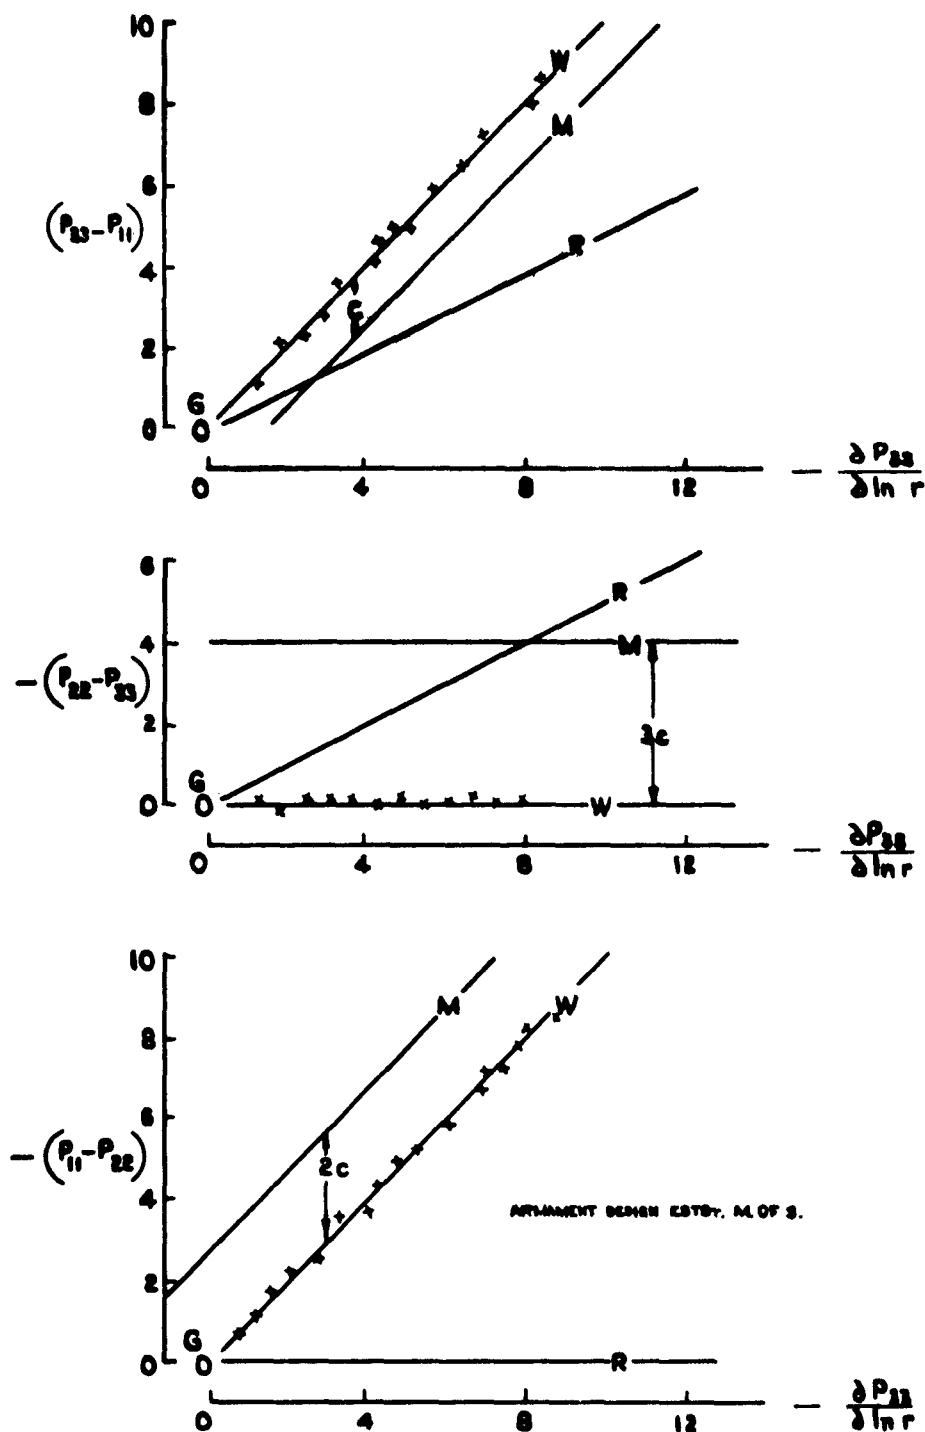 10
8
6
(P₃₃-P₁₁)
4
2
0
G
0
W
M
C
R
0 4 8 12
- ∂P₃₃ / ∂ ln r
6
4
-(P₂₂-P₃₃)
2
0
G
0
R
M
W
0 4 8 12
- ∂P₃₃ / ∂ ln r
10
8
6
-(P₁₁-P₂₂)
4
2
0
G
0
M
W
2c
ARMAMENT DESIGN ESTBT. M. OF S.
R
0 4 8 12
- ∂P₃₃ / ∂ ln r